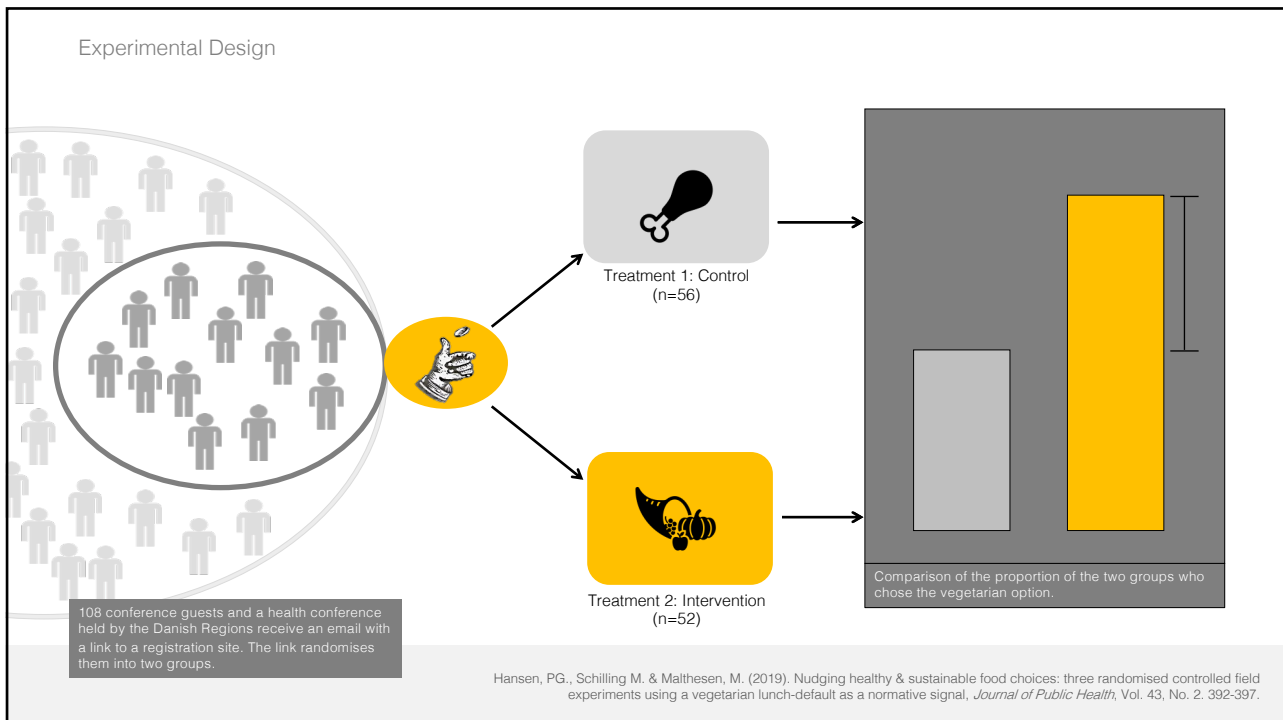 Experimental Design
Treatment 1: Control
(n=56)
Treatment 2: Intervention
(n=52)
108 conference guests and a health conference
held by the Danish Regions receive an email with
a link to a registration site. The link randomises
them into two groups.
Comparison of the proportion of the two groups who
chose the vegetarian option.
Hansen, PG., Schilling M. & Malthesen, M. (2019). Nudging healthy & sustainable food choices: three randomised controlled field
experiments using a vegetarian lunch-default as a normative signal, Journal of Public Health, Vol. 43, No. 2. 392-397.